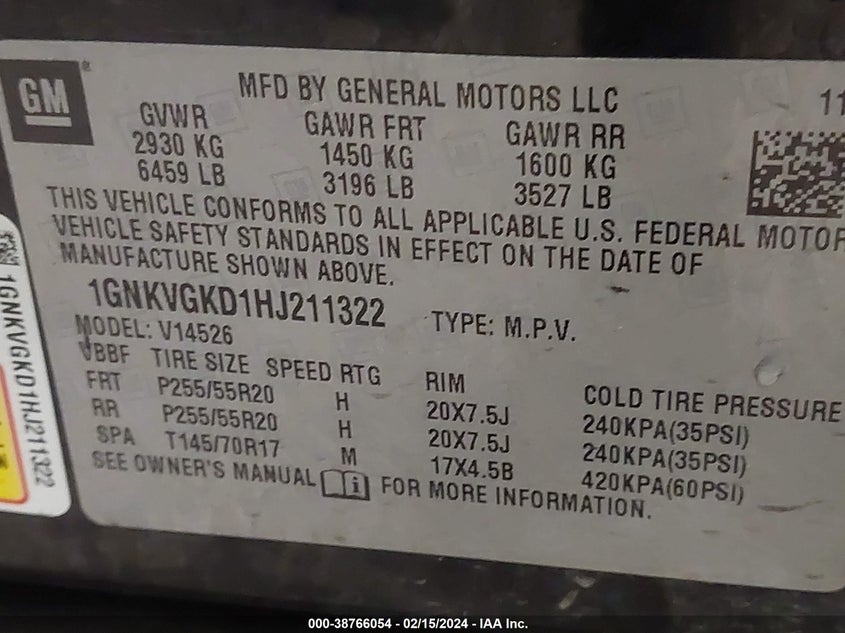 GM®
MFD BY GENERAL MOTORS LLC
11
GVWR GAWR FRT GAWR RR
2930 KG 1450 KG 1600 KG
6459 LB 3196 LB 3527 LB
THIS VEHICLE CONFORMS TO ALL APPLICABLE U.S. FEDERAL MOTOR
VEHICLE SAFETY STANDARDS IN EFFECT ON THE DATE OF
MANUFACTURE SHOWN ABOVE.
1GNKVGKD1HJ211322 TYPE: M.P.V.
MODEL: V14526
VBBF TIRE SIZE SPEED RTG RIM COLD TIRE PRESSURE
FRT P255/55R20 H 20X7.5J 240KPA(35PSI)
RR P255/55R20 H 20X7.5J 240KPA(35PSI)
SPA T145/70R17 M 17X4.5B 420KPA(60PSI)
SEE OWNER'S MANUAL FOR MORE INFORMATION.
1GNKVGKD1HJ211322
000-38766054 - 02/15/2024 - IAA Inc.